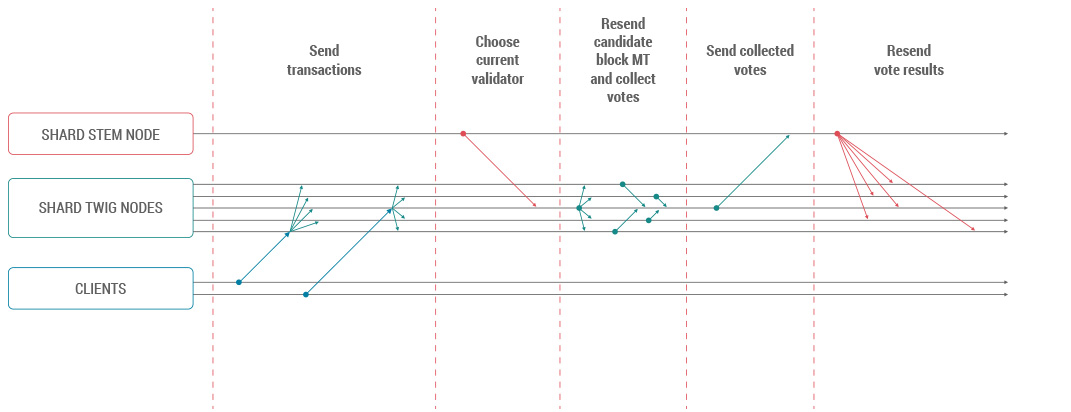 Send
transactions
Choose
current
validator
Resend
candidate
block MT
and collect
votes
Send collected
votes
Resend
vote results
SHARD STEM NODE
SHARD TWIG NODES
CLIENTS